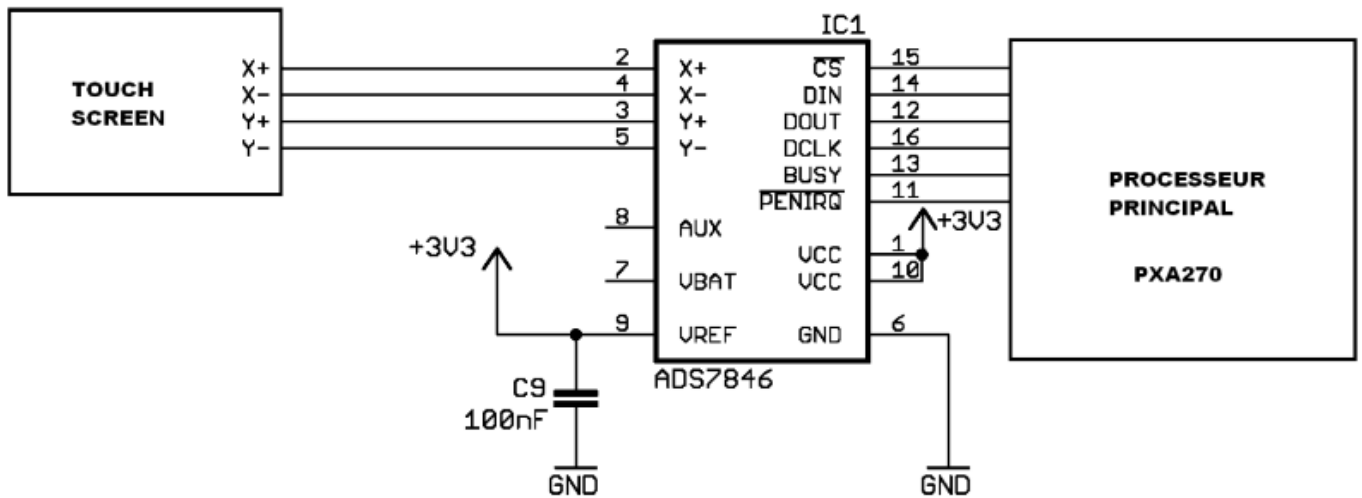 IC1
TOUCH
SCREEN
X+
X-
Y+
Y-
2
4
3
5
8
7
9
X+
X-
Y+
Y-
AUX
VBAT
VREF
CS
DIN
DOUT
DCLK
BUSY
PENIRQ
VCC
VCC
GND
15
14
12
16
13
11
1
10
6
+3V3
+3V3
ADS7846
C9
100nF
GND
GND
PROCESSEUR
PRINCIPAL
PXA270